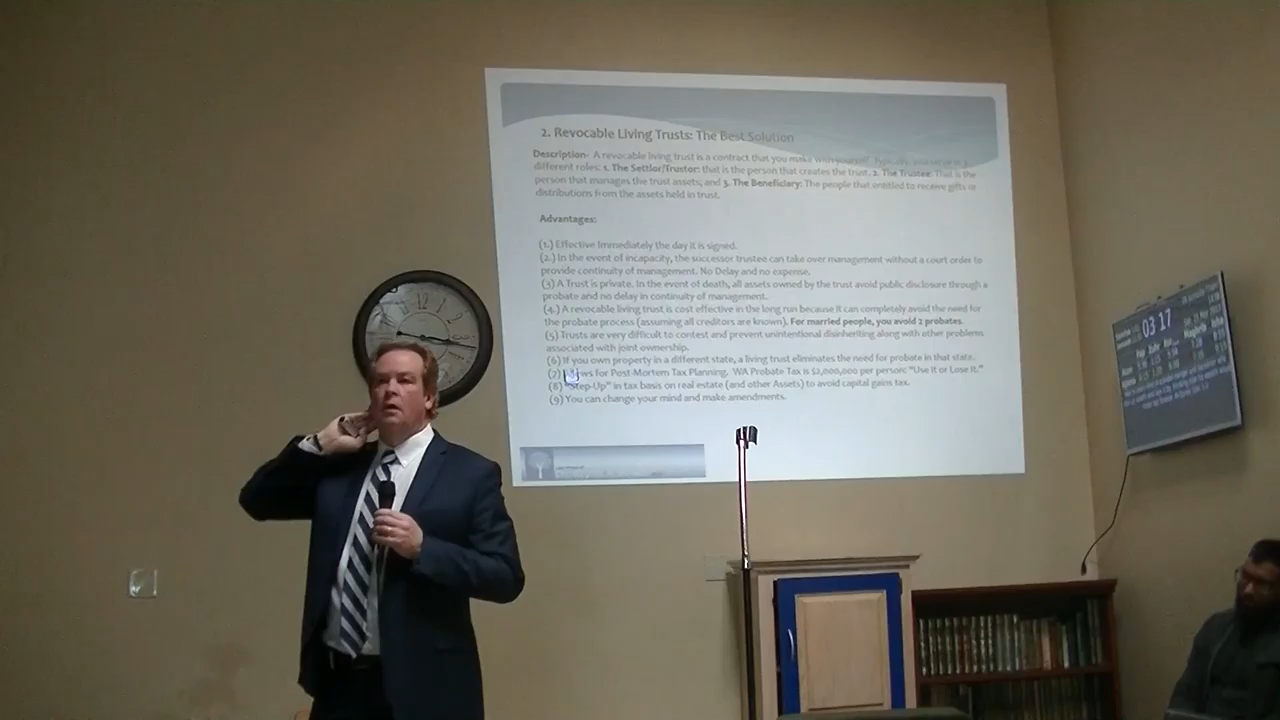 2. Revocable Living Trusts: The Best Solution
Description: A revocable living trust is a contract that you make with yourself. Typically, you serve in 3
different roles: 1. The Settlor/Trustor: that is the person that creates the trust. 2. The Trustee: That is the
person that manages the trust assets; and 3. The Beneficiary: The people that entitled to receive gifts or
distributions from the assets held in trust.
Advantages:
(1.) Effective immediately the day it is signed.
(2.) In the event of incapacity, the successor trustee can take over management without a court order to
provide continuity of management. No Delay and no expense.
(3) A Trust is private. In the event of death, all assets owned by the trust avoid public disclosure through a
probate and no delay in continuity of management.
(4.) A revocable living trust is cost effective in the long run because it can completely avoid the need for
the probate process (assuming all creditors are known). For married people, you avoid 2 probates.
(5) Trusts are very difficult to contest and prevent unintentional disinheriting along with other problems
associated with joint ownership.
(6) If you own property in a different state, a living trust eliminates the need for probate in that state.
(7) ws for Post-Mortem Tax Planning. WA Probate Tax is $2,000,000 per person: "Use it or Lose it."
(8) "Step-Up" in tax basis on real estate (and other Assets) to avoid capital gains tax.
(9) You can change your mind and make amendments.
12
03 17